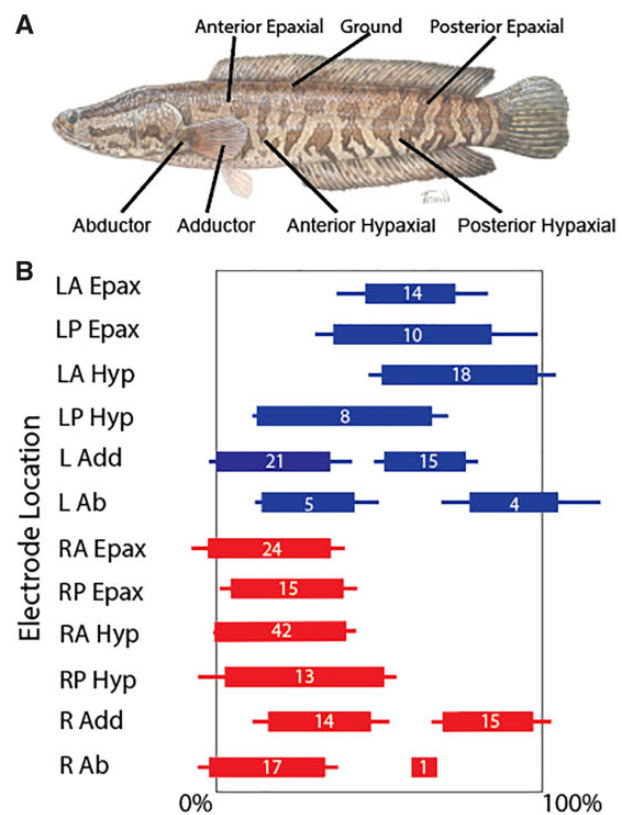 A
Anterior Epaxial Ground Posterior Epaxial
Abductor Adductor Anterior Hypaxial Posterior Hypaxial
B
Electrode Location
LA Epax 14
LP Epax 10
LA Hyp 18
LP Hyp 8
L Add 21 15
L Ab 5 4
RA Epax 24
RP Epax 15
RA Hyp 42
RP Hyp 13
R Add 14 15
R Ab 17 1
0% 100%